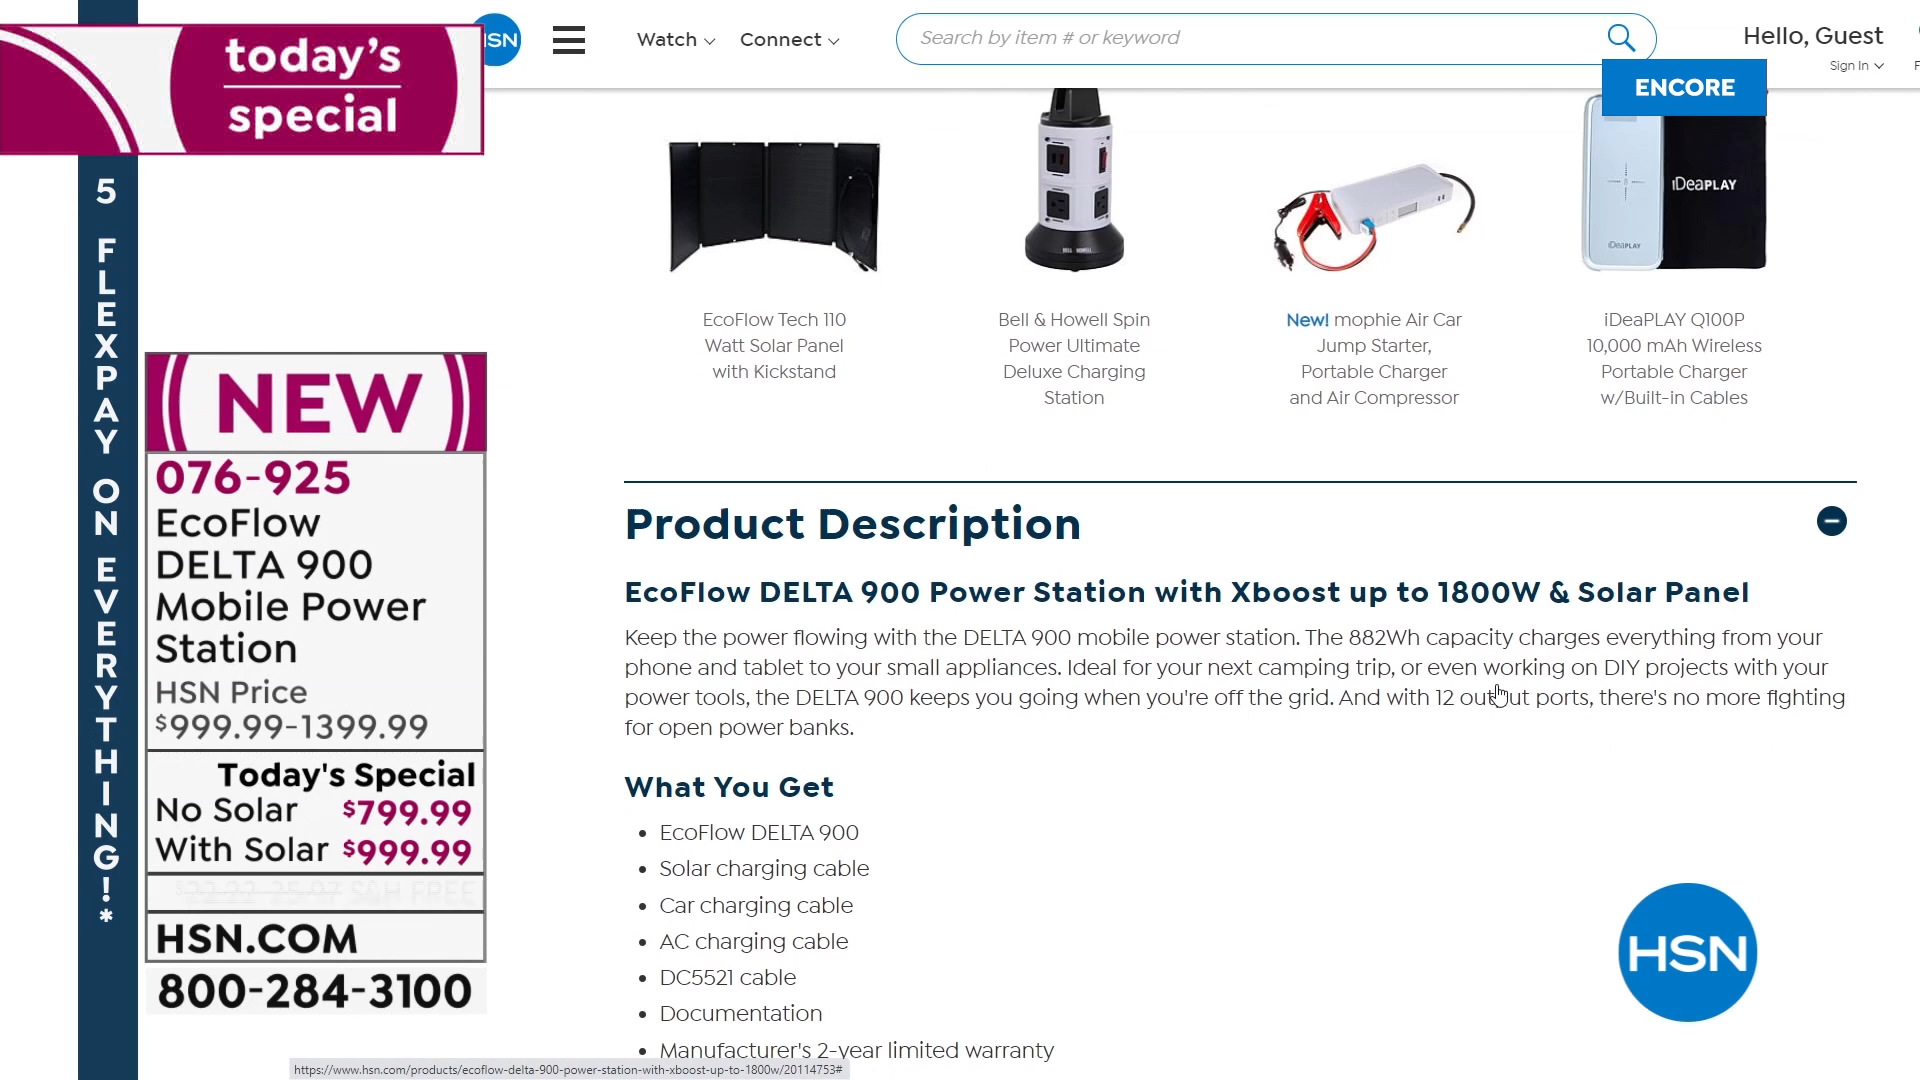 today's
special
5 FLEXPAY ON EVERYTHING!*
NEW
076-925
EcoFlow
DELTA 900
Mobile Power
Station
HSN Price
$999.99-1399.99
Today's Special
No Solar $799.99
With Solar $999.99
S&H FREE
HSN.COM
800-284-3100
HSN
Watch
Connect
Search by item # or keyword
Hello, Guest
Sign In
F
ENCORE
BELL HOWELL
iDeaPLAY
iDeaPLAY
EcoFlow Tech 110
Watt Solar Panel
with Kickstand
Bell & Howell Spin
Power Ultimate
Deluxe Charging
Station
New! mophie Air Car
Jump Starter,
Portable Charger
and Air Compressor
iDeaPLAY Q100P
10,000 mAh Wireless
Portable Charger
w/Built-in Cables
Product Description
EcoFlow DELTA 900 Power Station with Xboost up to 1800W & Solar Panel
Keep the power flowing with the DELTA 900 mobile power station. The 882Wh capacity charges everything from your
phone and tablet to your small appliances. Ideal for your next camping trip, or even working on DIY projects with your
power tools, the DELTA 900 keeps you going when you're off the grid. And with 12 output ports, there's no more fighting
for open power banks.
What You Get
• EcoFlow DELTA 900
• Solar charging cable
• Car charging cable
• AC charging cable
• DC5521 cable
• Documentation
• Manufacturer's 2-year limited warranty
HSN
https://www.hsn.com/products/ecoflow-delta-900-power-station-with-xboost-up-to-1800w/20114753#